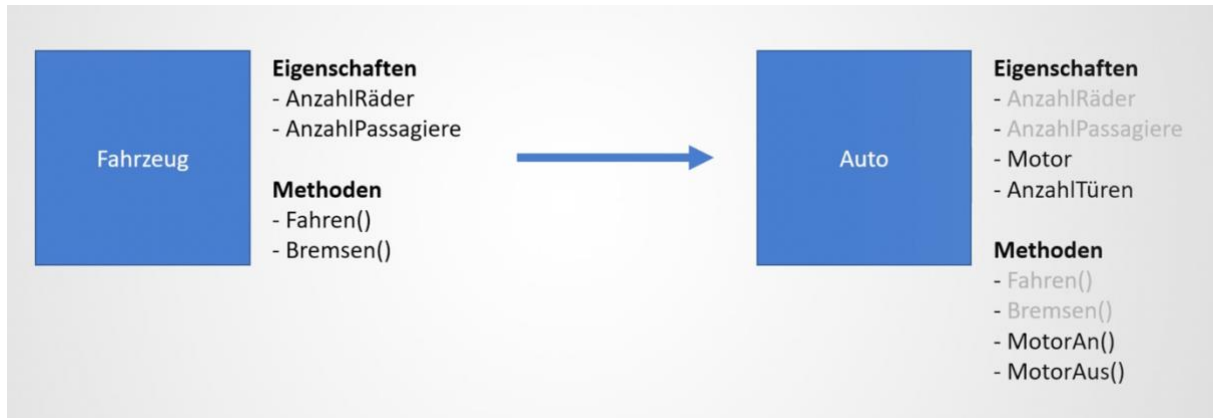 Fahrzeug
Eigenschaften
- AnzahlRäder
- AnzahlPassagiere
Methoden
- Fahren()
- Bremsen()
Auto
Eigenschaften
- AnzahlRäder
- AnzahlPassagiere
- Motor
- AnzahlTüren
Methoden
- Fahren()
- Bremsen()
- MotorAn()
- MotorAus()